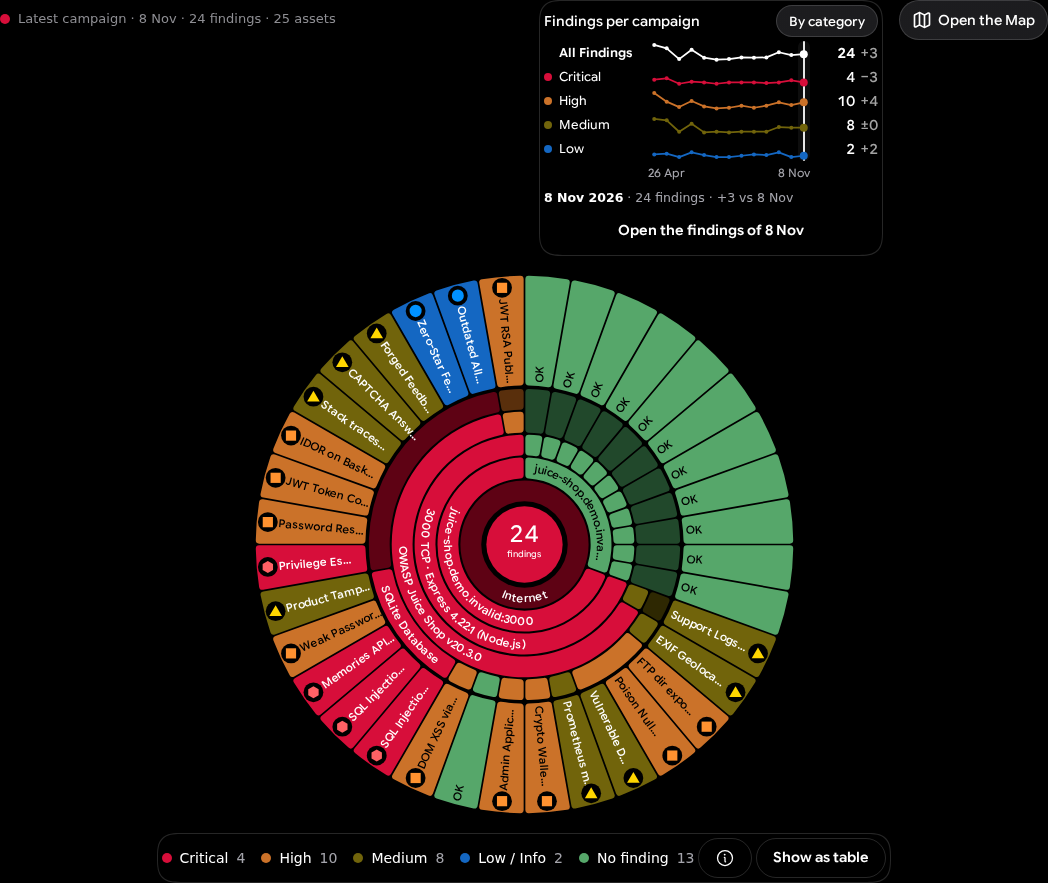 Latest campaign · 8 Nov · 24 findings · 25 assets
Findings per campaign
By category
Open the Map
All Findings 24 +3
Critical 4 −3
High 10 +4
Medium 8 ±0
Low 2 +2
26 Apr 8 Nov
8 Nov 2026 · 24 findings · +3 vs 8 Nov
Open the findings of 8 Nov
JWT RSA Publ...
OK
OK
OK
OK
OK
OK
OK
OK
OK
OK
OK
Support Logs...
EXIF Geoloca...
FTP dir expo...
Poison Null...
Vulnerable D...
Prometheus m...
Crypto Walle...
Admin Applic...
OK
DOM XSS via...
SQL Injectio...
SQL Injectio...
Memories API...
Weak Passwor...
Product Tamp...
Privilege Es...
Password Res...
JWT Token Co...
IDOR on Bask...
Stack traces...
CAPTCHA Answ...
Forged Feedb...
Zero-Star Fe...
Outdated All...
juice-shop.demo.inva...
24
findings
Internet
juice-shop.demo.invalid:3000
3000 TCP · Express 4.22.1 (Node.js)
OWASP Juice Shop v20.3.0
SQLite Database
Critical 4 High 10 Medium 8 Low / Info 2 No finding 13
Show as table